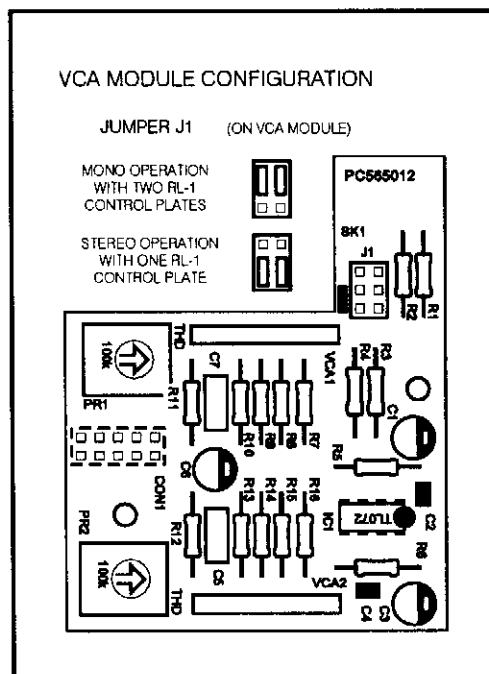 VCA MODULE CONFIGURATION
JUMPER J1 (ON VCA MODULE)
MONO OPERATION
WITH TWO RL-1
CONTROL PLATES
STEREO OPERATION
WITH ONE RL-1
CONTROL PLATE
PC565012
SK1
J1
R2
R1
100k
THD
PR1
R11
C7
R10
R9
R8
R7
VCA1
R4
R3
C1
R5
CON1
C6
PR2
100k
THD
R12
C5
R13
R14
R15
R16
VCA2
IC1
TL072
C2
R6
C4
C3